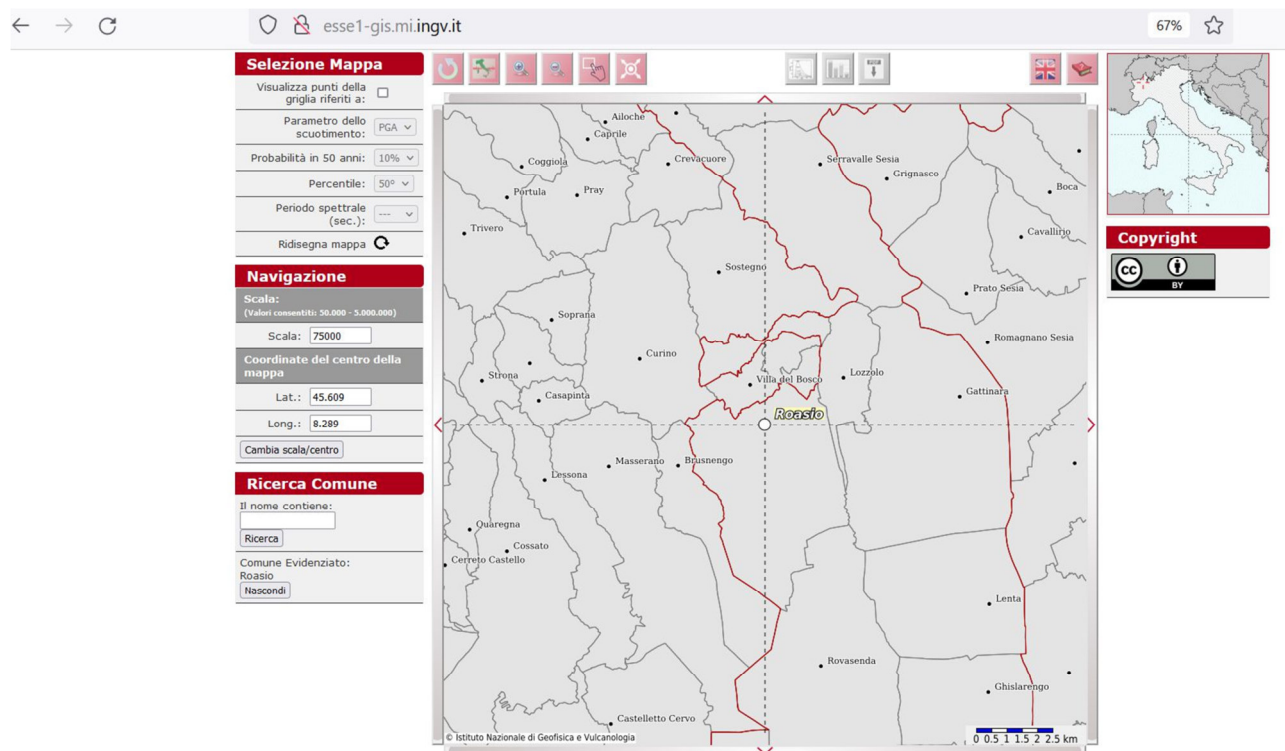 esse1-gis.mi.ingv.it
67%
Selezione Mappa
Visualizza punti della
griglia riferiti a:
Parametro dello
scuotimento:
PGA
Probabilità in 50 anni:
10%
Percentile:
50°
Periodo spettrale
(sec.):
---
Ridisegna mappa
Navigazione
Scala:
(Valori consentiti: 50.000 - 5.000.000)
Scala: 75000
Coordinate del centro della
mappa
Lat.: 45.609
Long.: 8.289
Cambia scala/centro
Ricerca Comune
Il nome contiene:
Ricerca
Comune Evidenziato:
Roasio
Nascondi
Ailoche
Caprile
Coggiola
Crevacuore
Serravalle Sesia
Grignasco
Boca
Portula
Pray
Trivero
Cavallirio
Sostegno
Prato Sesia
Soprana
Romagnano Sesia
Curino
Strona
Villa del Bosco
Lozzolo
Casapinta
Gattinara
Roasio
Masserano
Brusnengo
Lessona
Quaregna
Cossato
Cerreto Castello
Lenta
Rovasenda
Ghislarengo
Castelletto Cervo
© Istituto Nazionale di Geofisica e Vulcanologia
0 0.5 1 1.5 2 2.5 km
Copyright
cc
BY